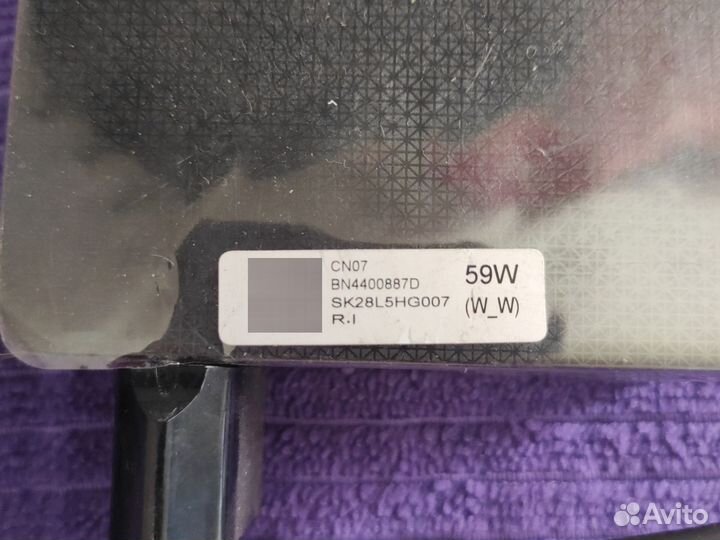 CN07
BN4400887D
SK28L5HG007
R.I
59W
(W_W)
Avito